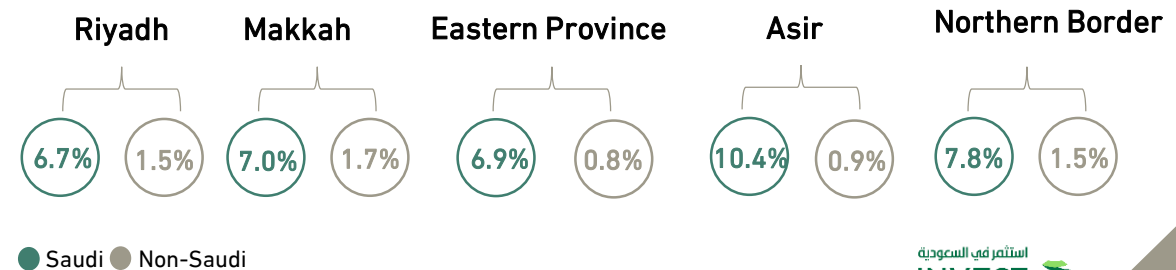 Riyadh Makkah Eastern Province Asir Northern Border
6.7% 1.5% 7.0% 1.7% 6.9% 0.8% 10.4% 0.9% 7.8% 1.5%
Saudi Non-Saudi
استثمر في السعودية
INVEST